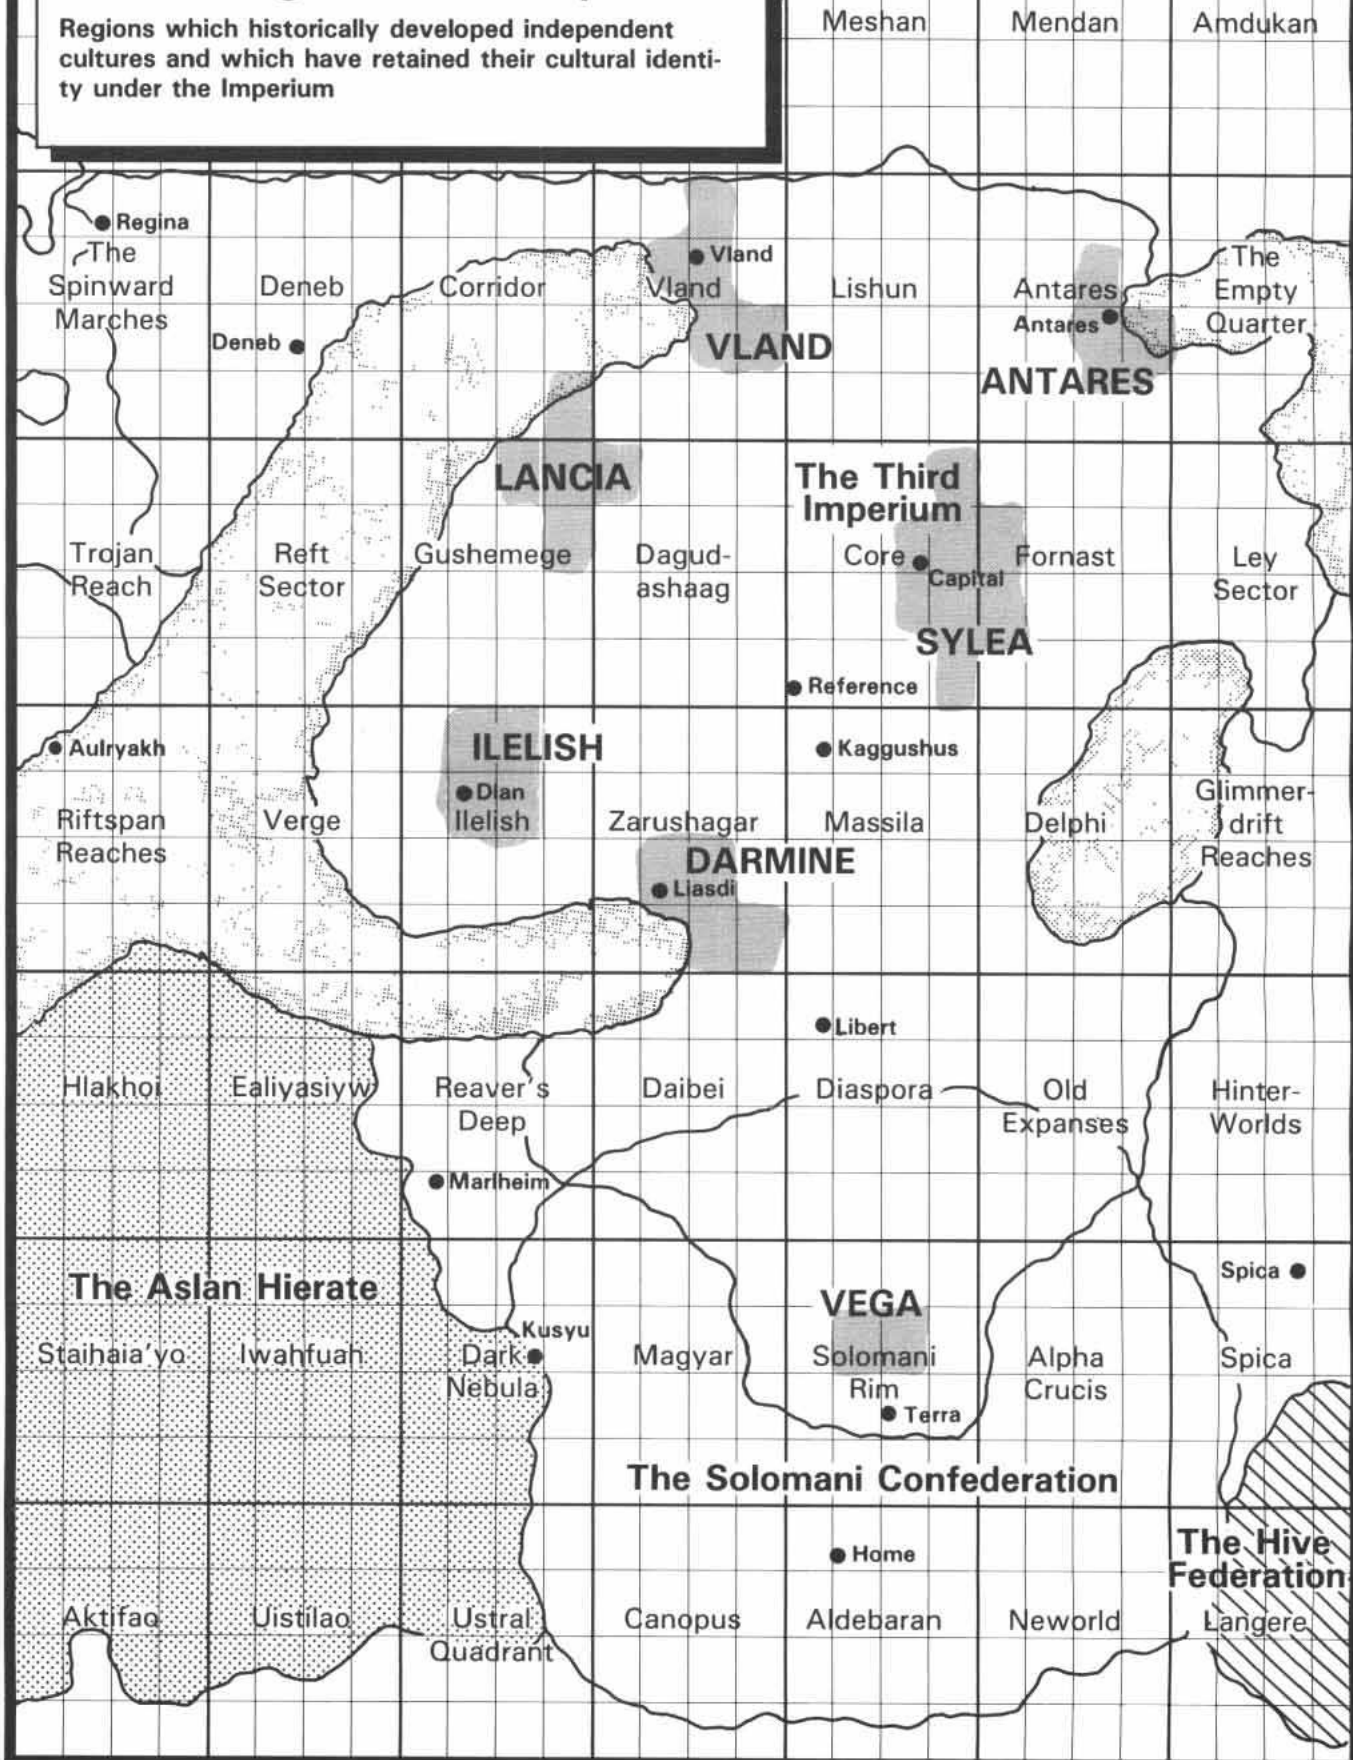 Regions which historically developed independent
cultures and which have retained their cultural identi-
ty under the Imperium
Meshan
Mendan
Amdukan
Regina
The
Spinward
Marches
Deneb
Deneb
Corridor
Vland
Vland
VLAND
Lishun
Antares
Antares
ANTARES
The
Empty
Quarter
LANCIA
The Third
Imperium
Trojan
Reach
Reft
Sector
Gushemege
Dagud-
ashaag
Core
Capital
Fornast
Ley
Sector
SYLEA
Reference
Aulryakh
ILELISH
Dlan
Ilelish
Kaggushus
Riftspan
Reaches
Verge
Zarushagar
Massila
Delphi
Glimmer-
drift
Reaches
DARMINE
Liasdi
Libert
Hlakhoi
Ealiyasiyw
Reaver's
Deep
Daibei
Diaspora
Old
Expanses
Hinter-
Worlds
Marlheim
The Aslan Hierate
VEGA
Spica
Kusyu
Staihaia'yo
Iwahfuah
Dark
Nebula
Magyar
Solomani
Rim
Terra
Alpha
Crucis
Spica
The Solomani Confederation
Home
The Hive
Federation
Aktifao
Uistilao
Ustral
Quadrant
Canopus
Aldebaran
Neworld
Langere